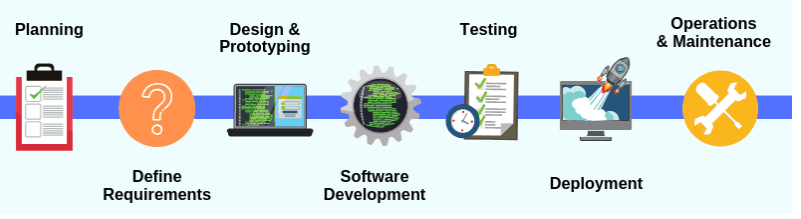 Planning
Define
Requirements
Design &
Prototyping
Software
Development
Testing
Deployment
Operations
& Maintenance